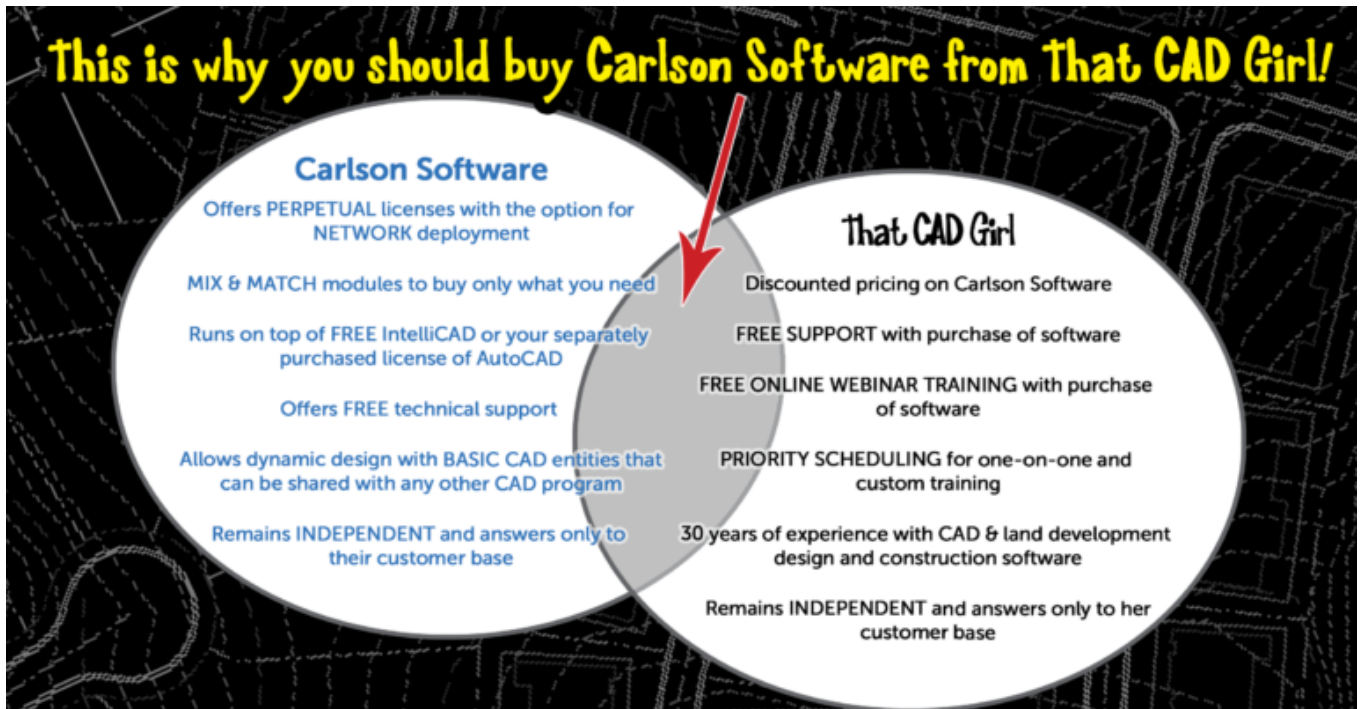 This is why you should buy Carlson Software from That CAD Girl!
Carlson Software
Offers PERPETUAL licenses with the option for
NETWORK deployment
MIX & MATCH modules to buy only what you need
Runs on top of FREE IntelliCAD or your separately
purchased license of AutoCAD
Offers FREE technical support
Allows dynamic design with BASIC CAD entities that
can be shared with any other CAD program
Remains INDEPENDENT and answers only to
their customer base
That CAD Girl
Discounted pricing on Carlson Software
FREE SUPPORT with purchase of software
FREE ONLINE WEBINAR TRAINING with purchase
of software
PRIORITY SCHEDULING for one-on-one and
custom training
30 years of experience with CAD & land development
design and construction software
Remains INDEPENDENT and answers only to her
customer base